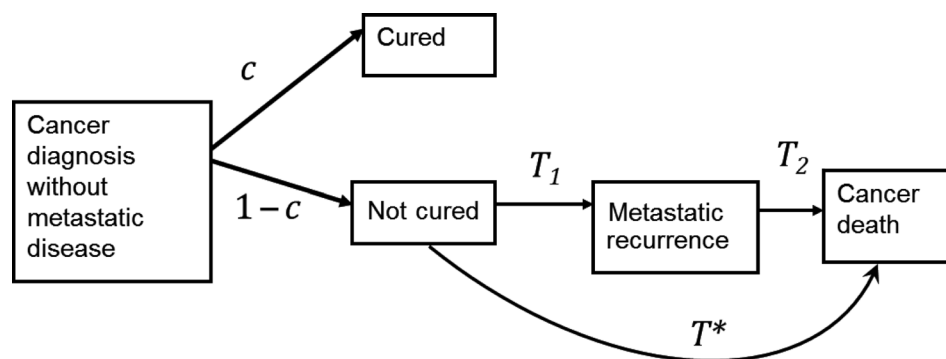 Cured
c
Cancer
diagnosis
without
metastatic
disease
1 – c
Not cured
T₁
Metastatic
recurrence
T₂
Cancer
death
T*